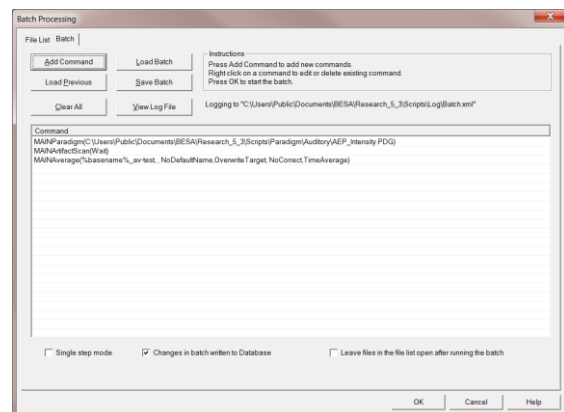 Batch Processing
File List Batch
Add Command Load Batch
Load Previous Save Batch
Clear All View Log File
Instructions
Press Add Command to add new commands.
Right click on a command to edit or delete existing command.
Press OK to start the batch.
Logging to "C:\Users\Public\Documents\BESA\Research_5_3\Scripts\Log\Batch.xml"
Command
MAINParadigm(C:\Users\Public\Documents\BESA\Research_5_3\Scripts\Paradigm\Auditory\AEP_Intensity.PDG)
MAINArtifactScan(Wait)
MAINAverage(%basename%_av-test, , NoDefaultName,OverwriteTarget, NoCorrect,TimeAverage)
Single step mode Changes in batch written to Database Leave files in the file list open after running the batch
OK Cancel Help